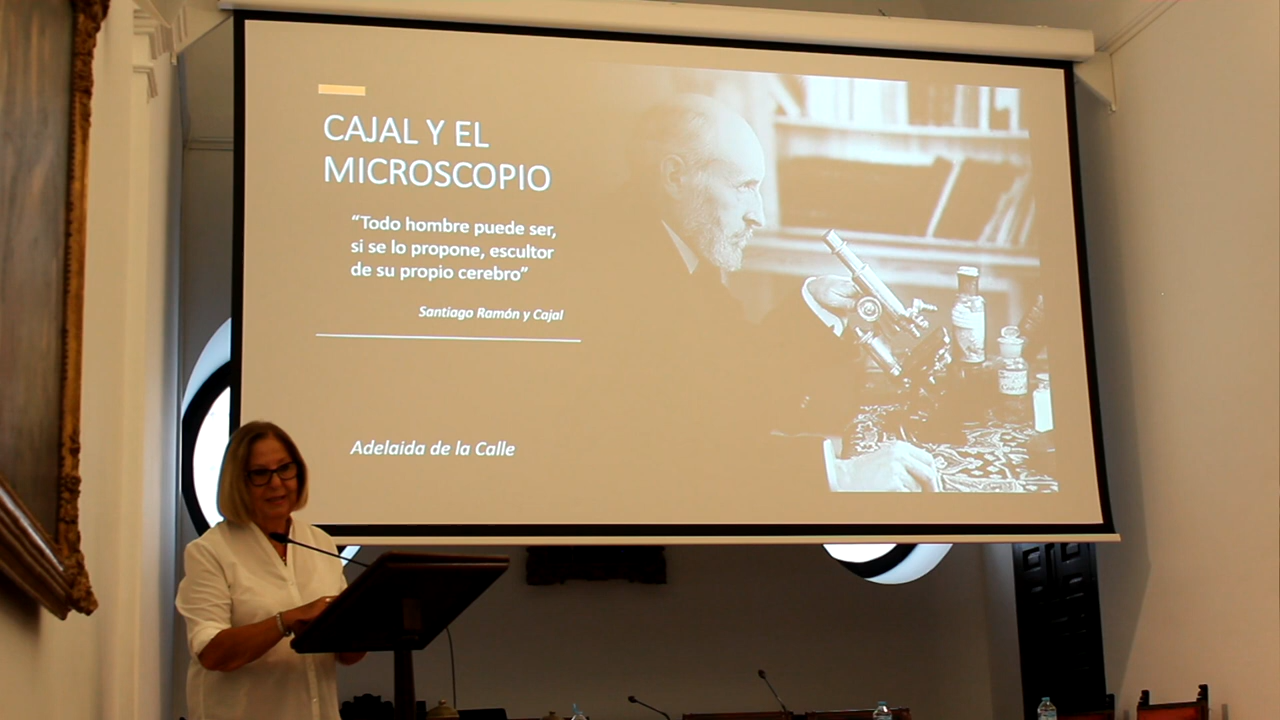 CAJAL Y EL
MICROSCOPIO
“Todo hombre puede ser,
si se lo propone, escultor
de su propio cerebro”
Santiago Ramón y Cajal
Adelaida de la Calle